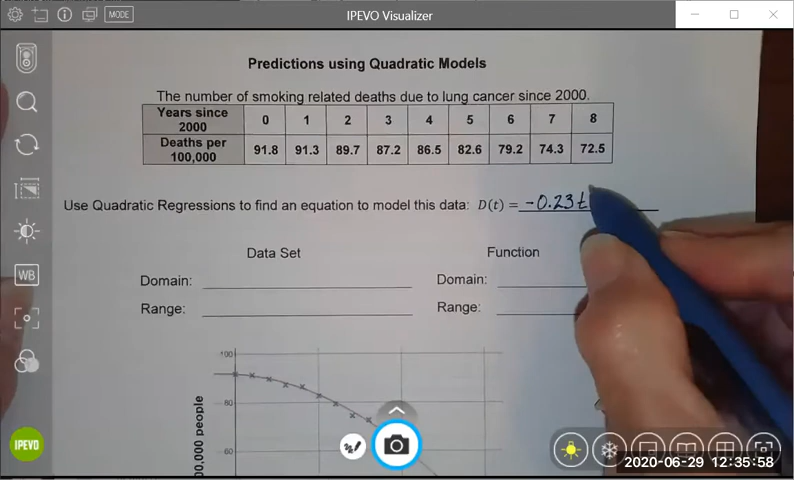 IPEVO Visualizer
MODE
WB
IPEVO
Predictions using Quadratic Models
The number of smoking related deaths due to lung cancer since 2000.
Years since 2000 0 1 2 3 4 5 6 7 8
Deaths per 100,000 91.8 91.3 89.7 87.2 86.5 82.6 79.2 74.3 72.5
Use Quadratic Regressions to find an equation to model this data: D(t) = -0.23t
Data Set Function
Domain: Domain:
Range: Range:
100
80
60
00,000 people
2020-06-29 12:35:58